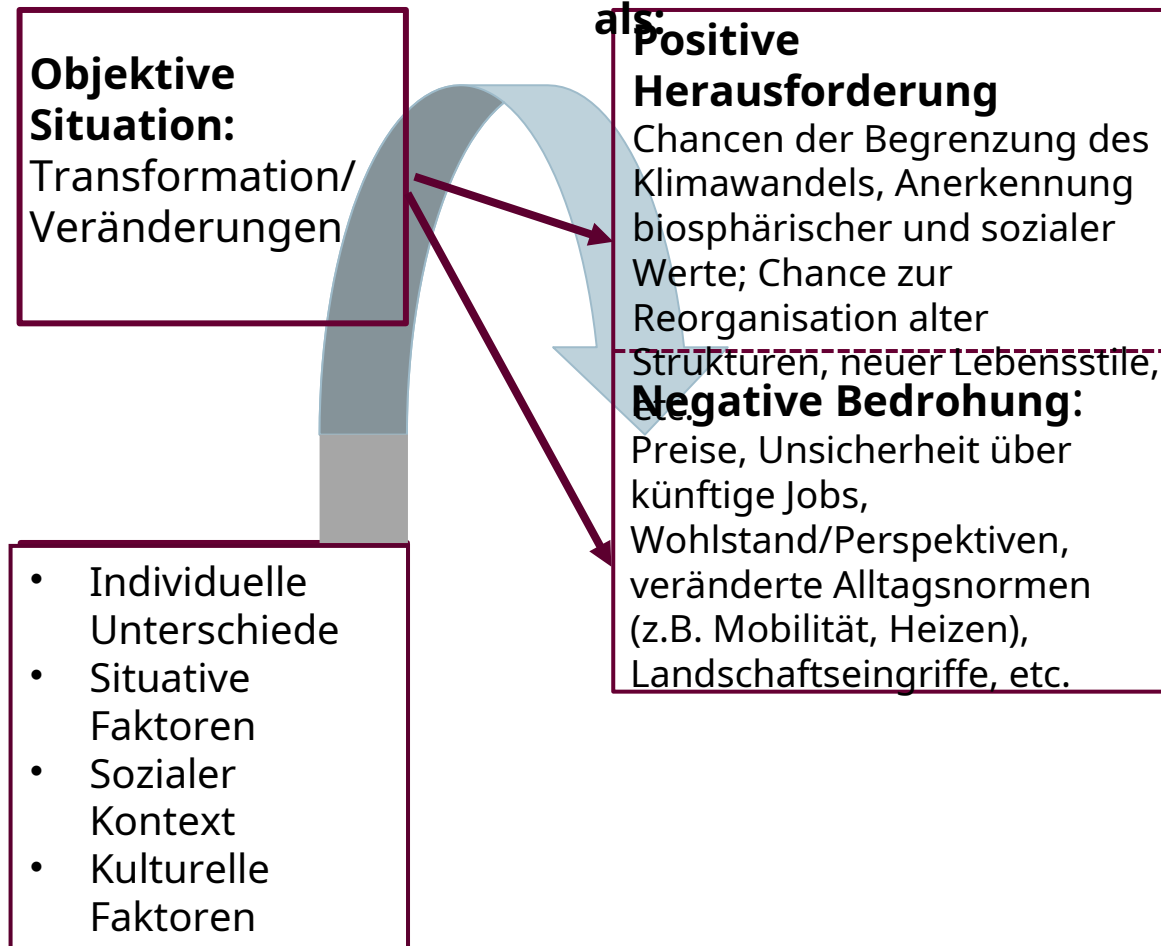 Objektive
Situation:
Transformation/
Veränderungen
als:
Positive
Herausforderung
Chancen der Begrenzung des
Klimawandels, Anerkennung
biosphärischer und sozialer
Werte; Chance zur
Reorganisation alter
Strukturen, neuer Lebensstile,
etc.
Negative Bedrohung:
Preise, Unsicherheit über
künftige Jobs,
Wohlstand/Perspektiven,
veränderte Alltagsnormen
(z.B. Mobilität, Heizen),
Landschaftseingriffe, etc.
• Individuelle
Unterschiede
• Situative
Faktoren
• Sozialer
Kontext
• Kulturelle
Faktoren